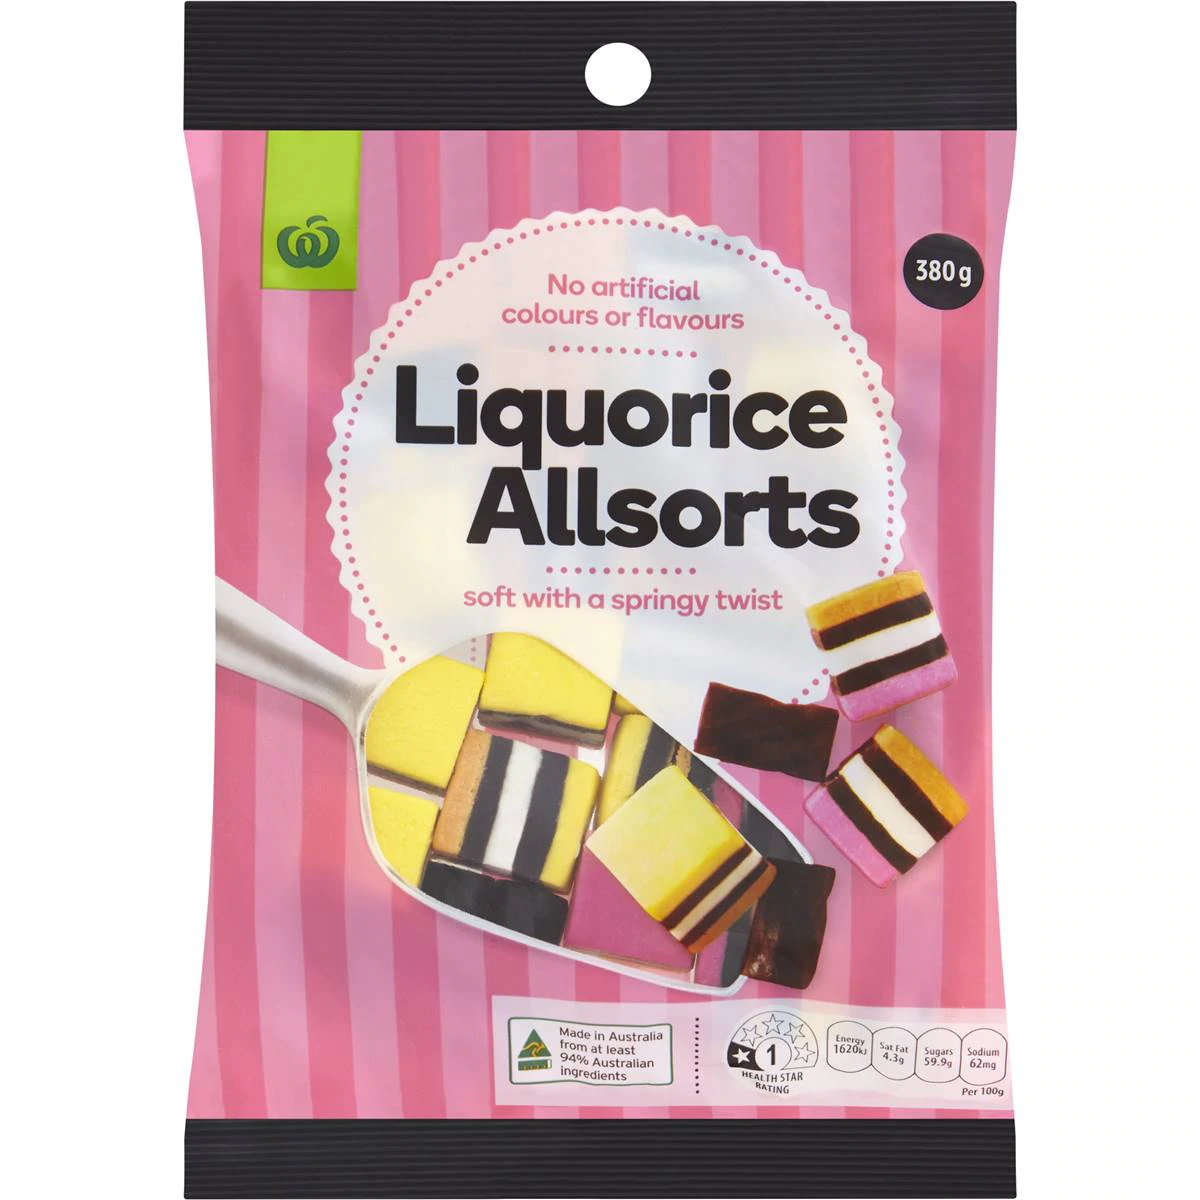 380g
No artificial
colours or flavours
Liquorice
Allsorts
soft with a springy twist
Made in Australia
from at least
94% Australian
ingredients
1
HEALTH STAR
RATING
Energy
1620kJ
Sat Fat
4.3g
Sugars
59.9g
Sodium
62mg
Per 100g